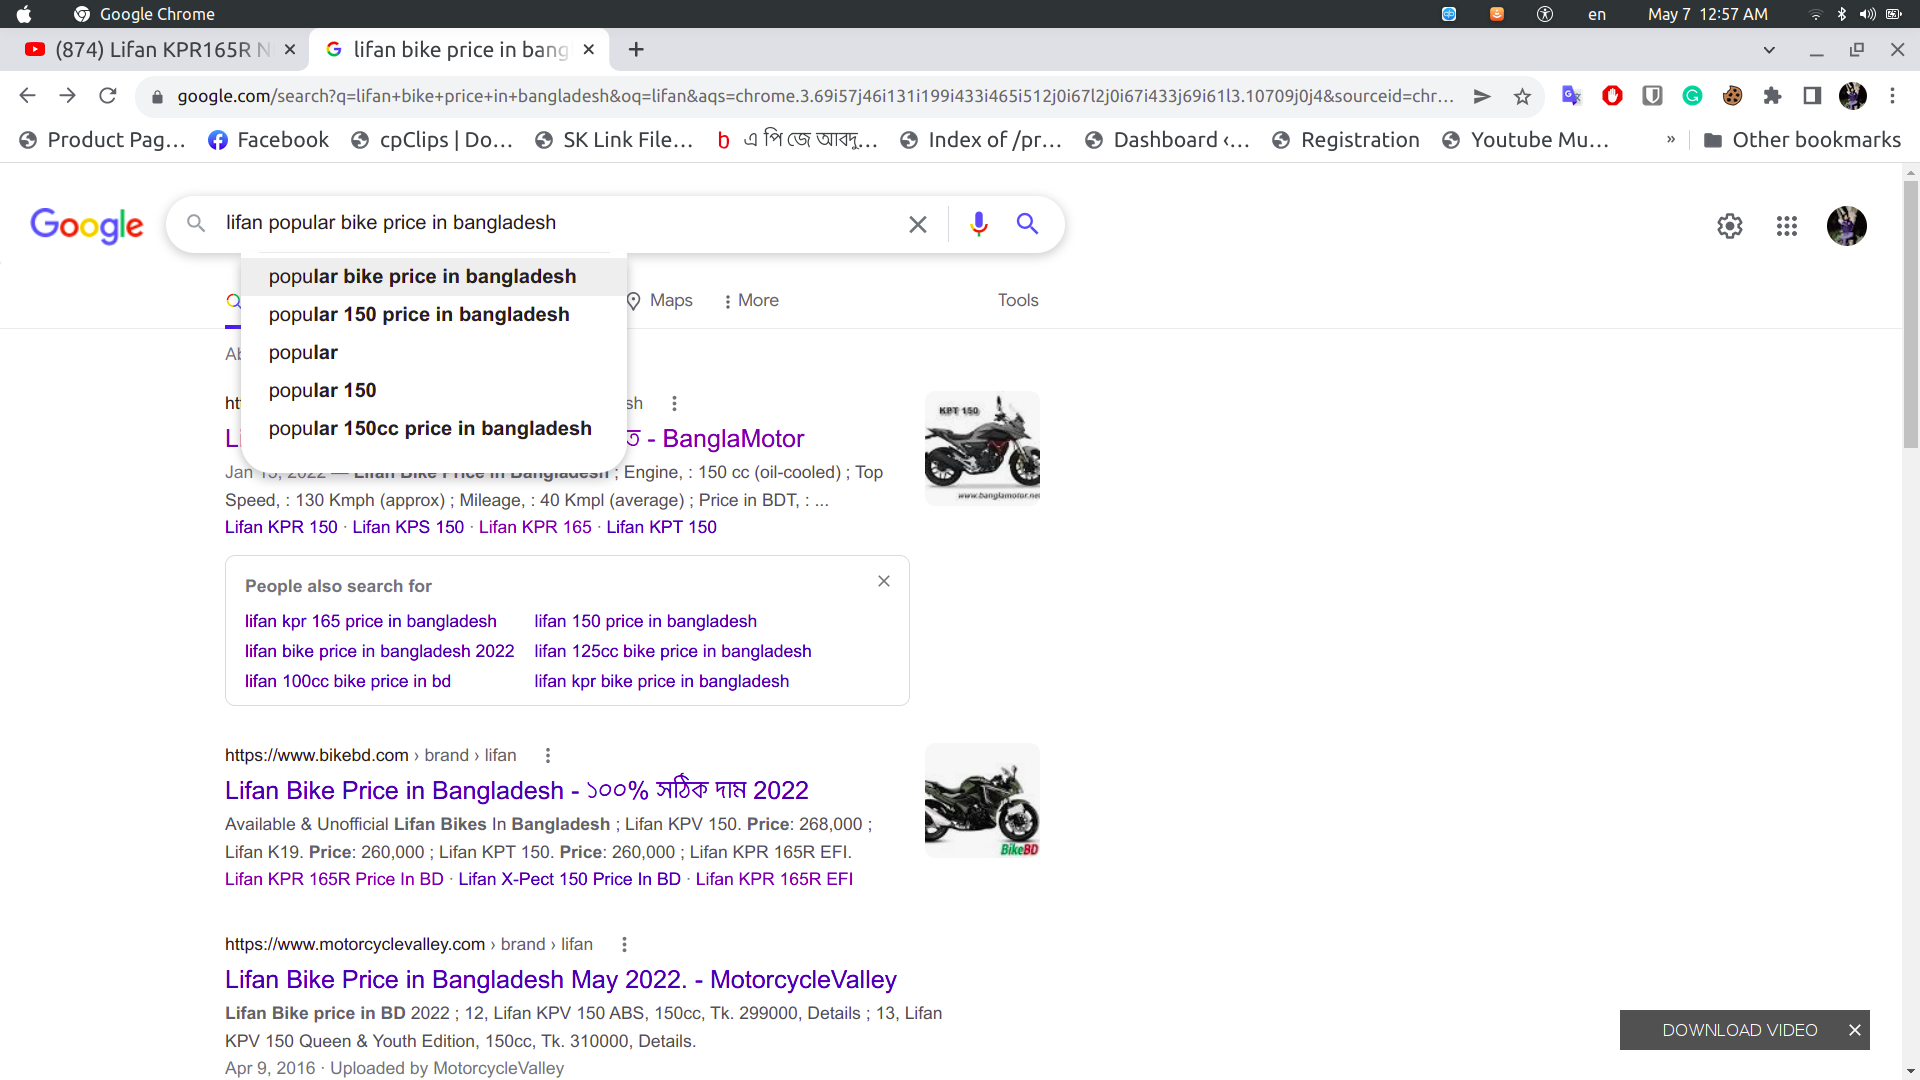 Google Chrome
en
May 7 12:57 AM
(874) Lifan KPR165R N
lifan bike price in bang
google.com/search?q=lifan+bike+price+in+bangladesh&oq=lifan&aqs=chrome.3.69i57j46i131i199i433i465i512j0i67l2j0i67i433j69i61l3.10709j0j4&sourceid=chr...
Product Pag...
Facebook
cpClips | Do...
SK Link File...
এ পি জে আবদু...
Index of /pr...
Dashboard ‹...
Registration
Youtube Mu...
»
Other bookmarks
Google
lifan popular bike price in bangladesh
popular bike price in bangladesh
popular 150 price in bangladesh
popular
popular 150
popular 150cc price in bangladesh
Maps
More
Tools
Ab
ht
sh
Li
ত - BanglaMotor
Jan 15, 2022 — Lifan Bike Price in Bangladesh ; Engine, : 150 cc (oil-cooled) ; Top
Speed, : 130 Kmph (approx) ; Mileage, : 40 Kmpl (average) ; Price in BDT, : ...
Lifan KPR 150 · Lifan KPS 150 · Lifan KPR 165 · Lifan KPT 150
KPT 150
www.banglamotor.net
People also search for
lifan kpr 165 price in bangladesh
lifan 150 price in bangladesh
lifan bike price in bangladesh 2022
lifan 125cc bike price in bangladesh
lifan 100cc bike price in bd
lifan kpr bike price in bangladesh
https://www.bikebd.com › brand › lifan
Lifan Bike Price in Bangladesh - ১০০% সঠিক দাম 2022
Available & Unofficial Lifan Bikes In Bangladesh ; Lifan KPV 150. Price: 268,000 ;
Lifan K19. Price: 260,000 ; Lifan KPT 150. Price: 260,000 ; Lifan KPR 165R EFI.
Lifan KPR 165R Price In BD · Lifan X-Pect 150 Price In BD · Lifan KPR 165R EFI
BikeBD
https://www.motorcyclevalley.com › brand › lifan
Lifan Bike Price in Bangladesh May 2022. - MotorcycleValley
Lifan Bike price in BD 2022 ; 12, Lifan KPV 150 ABS, 150cc, Tk. 299000, Details ; 13, Lifan
KPV 150 Queen & Youth Edition, 150cc, Tk. 310000, Details.
Apr 9, 2016 · Uploaded by MotorcycleValley
DOWNLOAD VIDEO